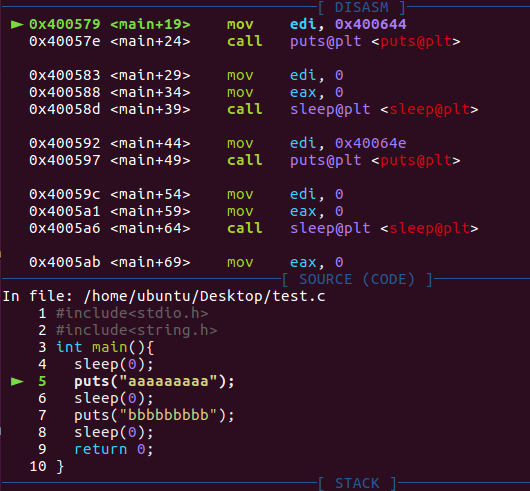 [ DISASM ]
► 0x400579 <main+19> mov edi, 0x400644
0x40057e <main+24> call puts@plt <puts@plt>
0x400583 <main+29> mov edi, 0
0x400588 <main+34> mov eax, 0
0x40058d <main+39> call sleep@plt <sleep@plt>
0x400592 <main+44> mov edi, 0x40064e
0x400597 <main+49> call puts@plt <puts@plt>
0x40059c <main+54> mov edi, 0
0x4005a1 <main+59> mov eax, 0
0x4005a6 <main+64> call sleep@plt <sleep@plt>
0x4005ab <main+69> mov eax, 0
[ SOURCE (CODE) ]
In file: /home/ubuntu/Desktop/test.c
1 #include<stdio.h>
2 #include<string.h>
3 int main(){
4 sleep(0);
► 5 puts("aaaaaaaaa");
6 sleep(0);
7 puts("bbbbbbbbb");
8 sleep(0);
9 return 0;
10 }
[ STACK ]